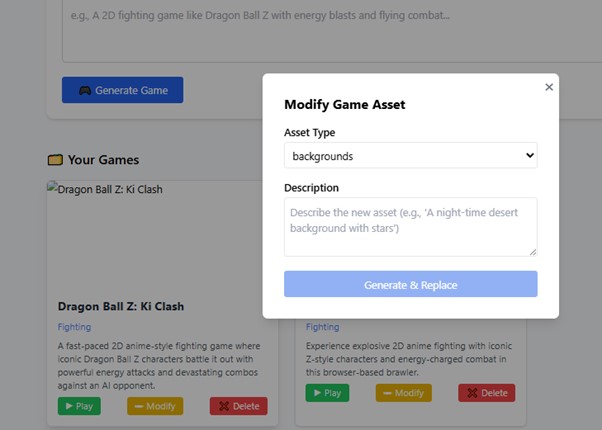 e.g., A 2D fighting game like Dragon Ball Z with energy blasts and flying combat...
🎮 Generate Game
×
Modify Game Asset
Asset Type
backgrounds
Description
Describe the new asset (e.g., 'A night-time desert
background with stars')
Generate & Replace
📁 Your Games
Dragon Ball Z: Ki Clash
Dragon Ball Z: Ki Clash
Fighting
A fast-paced 2D anime-style fighting game where
iconic Dragon Ball Z characters battle it out with
powerful energy attacks and devastating combos
against an AI opponent.
▶ Play
Modify
❌ Delete
Fighting
Experience explosive 2D anime fighting with iconic
Z-style characters and energy-charged combat in
this browser-based brawler.
▶ Play
Modify
❌ Delete